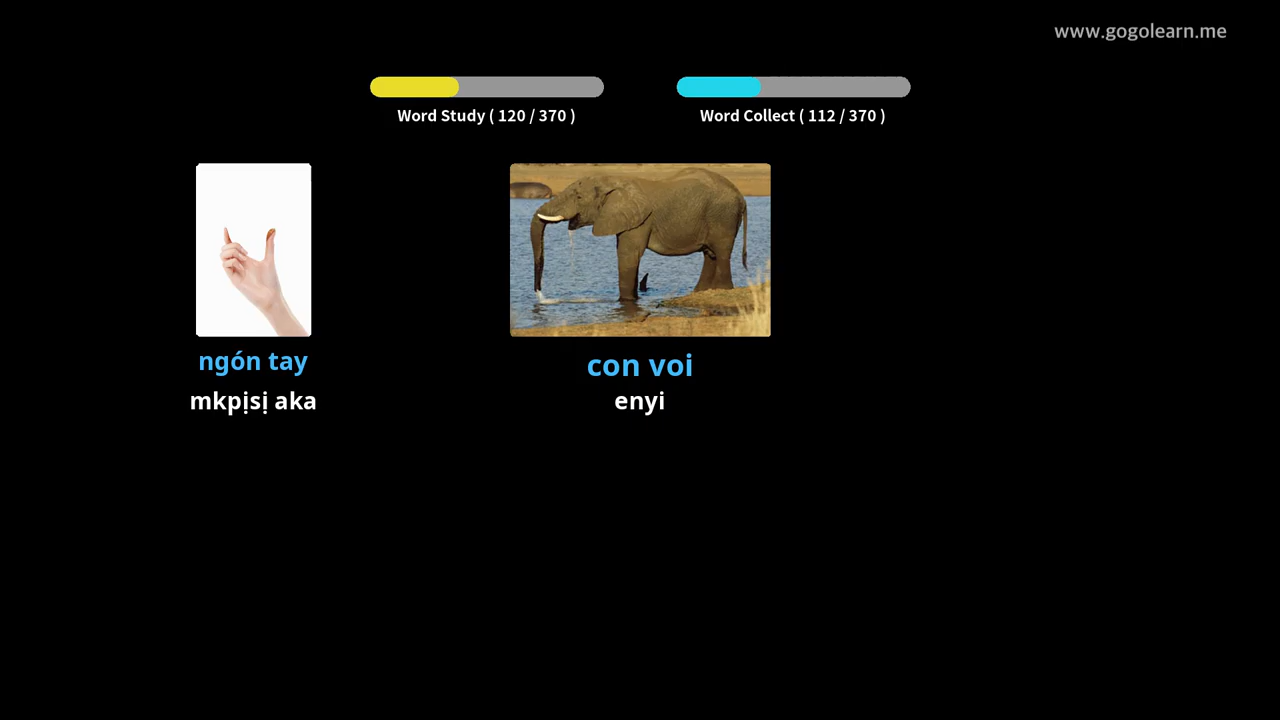 www.gogolearn.me
Word Study ( 120 / 370 )
Word Collect ( 112 / 370 )
ngón tay
mkpịsị aka
con voi
enyi